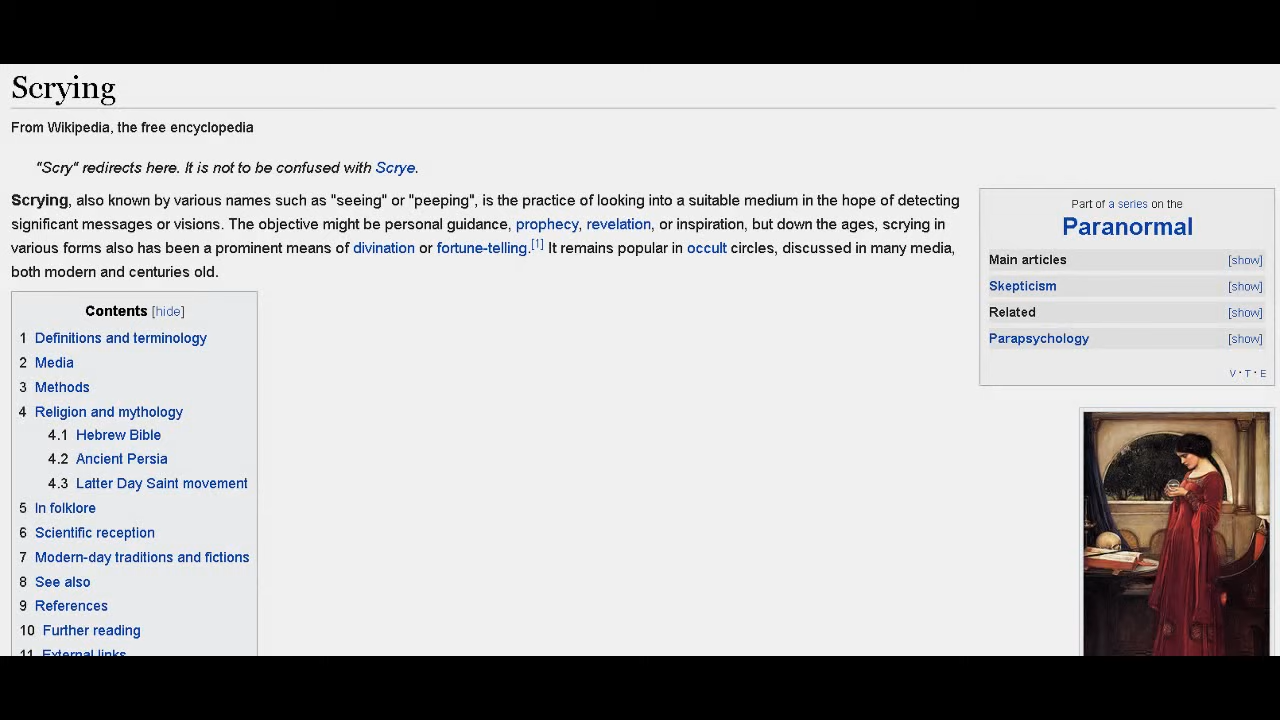 Scrying
From Wikipedia, the free encyclopedia
"Scry" redirects here. It is not to be confused with Scrye.
Scrying, also known by various names such as "seeing" or "peeping", is the practice of looking into a suitable medium in the hope of detecting
significant messages or visions. The objective might be personal guidance, prophecy, revelation, or inspiration, but down the ages, scrying in
various forms also has been a prominent means of divination or fortune-telling.[1] It remains popular in occult circles, discussed in many media,
both modern and centuries old.
Contents [hide]
1 Definitions and terminology
2 Media
3 Methods
4 Religion and mythology
4.1 Hebrew Bible
4.2 Ancient Persia
4.3 Latter Day Saint movement
5 In folklore
6 Scientific reception
7 Modern-day traditions and fictions
8 See also
9 References
10 Further reading
11 External links
Part of a series on the
Paranormal
Main articles [show]
Skepticism [show]
Related [show]
Parapsychology [show]
V · T · E